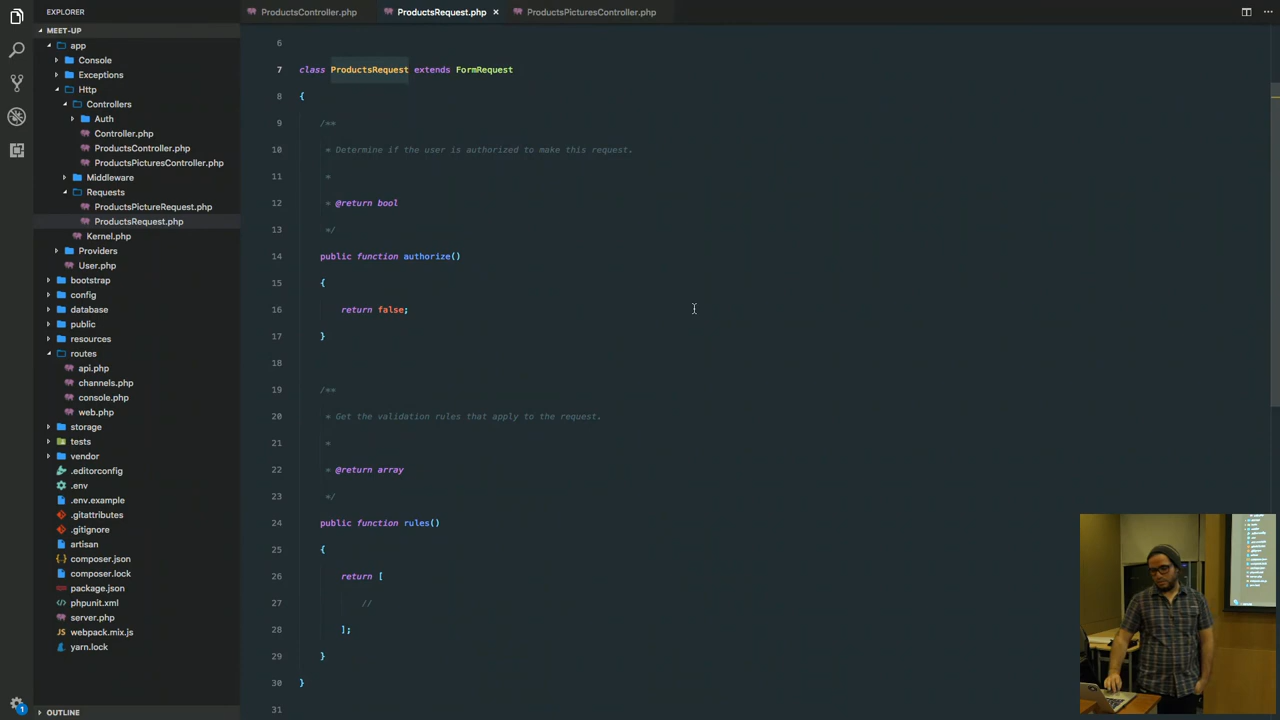 EXPLORER
MEET-UP
app
Console
Exceptions
Http
Controllers
Auth
Controller.php
ProductsController.php
ProductsPicturesController.php
Middleware
Requests
ProductsPictureRequest.php
ProductsRequest.php
Kernel.php
Providers
User.php
bootstrap
config
database
public
resources
routes
api.php
channels.php
console.php
web.php
storage
tests
vendor
.editorconfig
.env
.env.example
.gitattributes
.gitignore
artisan
composer.json
composer.lock
package.json
phpunit.xml
server.php
webpack.mix.js
yarn.lock
OUTLINE
1
ProductsController.php
ProductsRequest.php ×
ProductsPicturesController.php
6
7 class ProductsRequest extends FormRequest
8 {
9 /**
10 * Determine if the user is authorized to make this request.
11 *
12 * @return bool
13 */
14 public function authorize()
15 {
16 return false;
17 }
18
19 /**
20 * Get the validation rules that apply to the request.
21 *
22 * @return array
23 */
24 public function rules()
25 {
26 return [
27 //
28 ];
29 }
30 }
31